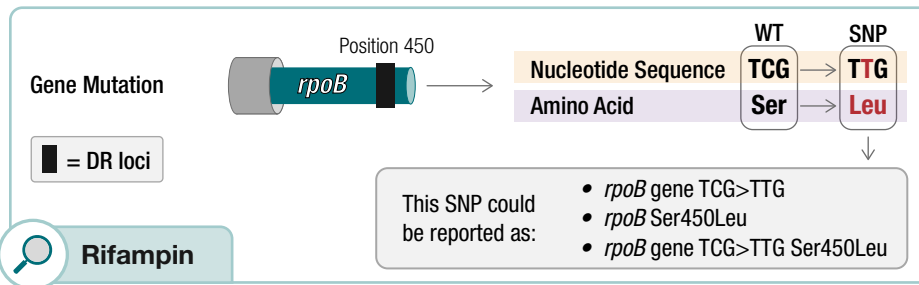 Position 450
WT SNP
Gene Mutation
rpoB
Nucleotide Sequence TCG TTG
Amino Acid Ser Leu
= DR loci
This SNP could
be reported as:
• rpoB gene TCG>TTG
• rpoB Ser450Leu
• rpoB gene TCG>TTG Ser450Leu
Rifampin